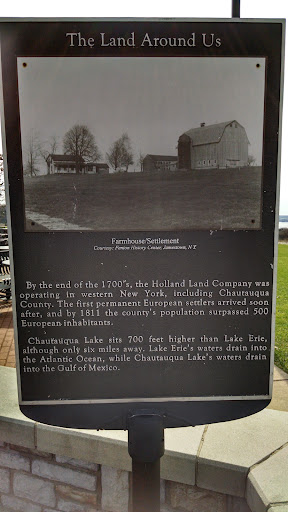 The Land Around Us
Farmhouse/Settlement
Courtesy: Fenton History Center, Jamestown, N.Y.
By the end of the 1700's, the Holland Land Company was
operating in western New York, including Chautauqua
County. The first permanent European settlers arrived soon
after, and by 1811 the county's population surpassed 500
European inhabitants.
Chautauqua Lake sits 700 feet higher than Lake Erie,
although only six miles away. Lake Erie's waters drain into
the Atlantic Ocean, while Chautauqua Lake's waters drain
into the Gulf of Mexico.